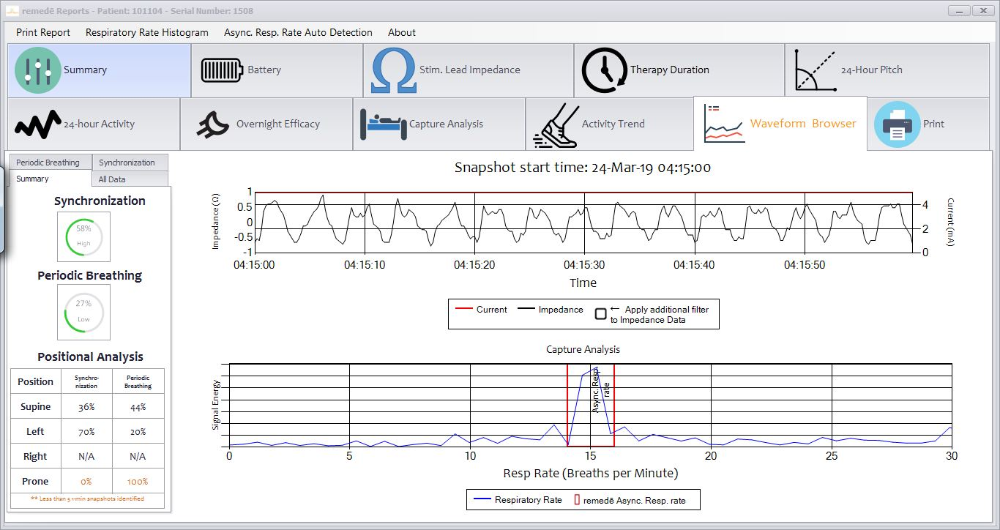 remedē Reports - Patient: 101104 - Serial Number: 1508
Print Report Respiratory Rate Histogram Async. Resp. Rate Auto Detection About
Summary Battery Stim. Lead Impedance Therapy Duration 24-Hour Pitch
24-hour Activity Overnight Efficacy Capture Analysis Activity Trend Waveform Browser Print
Periodic Breathing Synchronization
Summary All Data
Synchronization
58%
High
Periodic Breathing
27%
Low
Positional Analysis
Position Synchro-nization Periodic Breathing
Supine 36% 44%
Left 70% 20%
Right N/A N/A
Prone 0% 100%
** Less than 5 1-min snapshots identified
Snapshot start time: 24-Mar-19 04:15:00
Impedance (Ω)
1
0.5
0
-0.5
-1
4
2
0
Current (mA)
04:15:00 04:15:10 04:15:20 04:15:30 04:15:40 04:15:50
Time
Current Impedance ← Apply additional filter
to Impedance Data
Capture Analysis
Signal Energy
Async. Resp.
rate
0 5 10 15 20 25 30
Resp Rate (Breaths per Minute)
Respiratory Rate remedē Async. Resp. rate